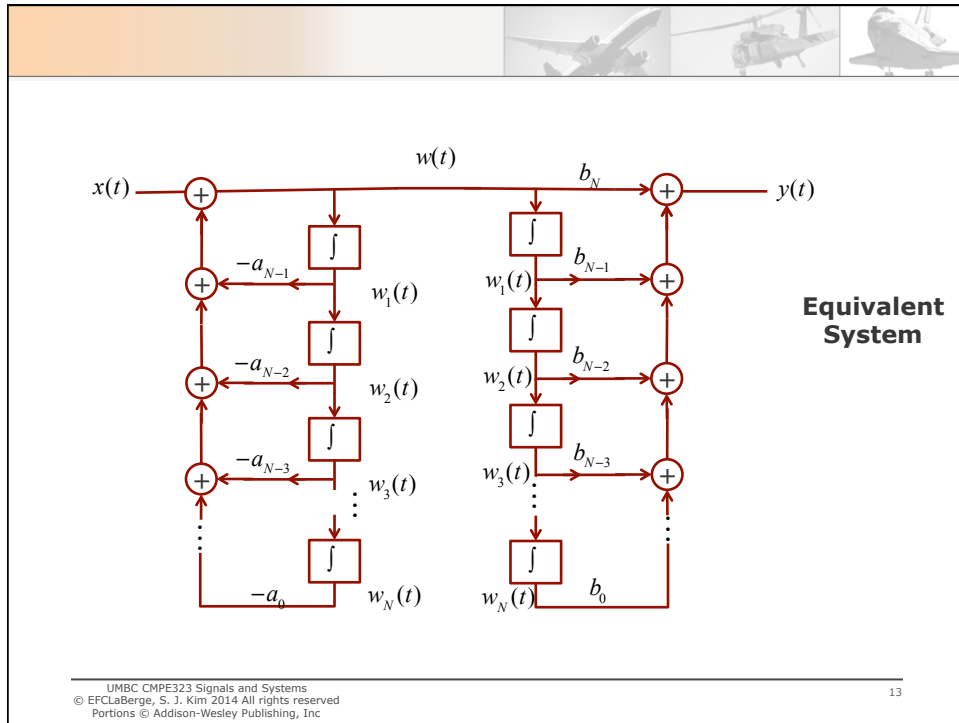 w(t)
x(t) + b_N + y(t)
∫ ∫
+ −a_{N−1} w_1(t) w_1(t) b_{N−1} +
Equivalent
System
∫ ∫
+ −a_{N−2} w_2(t) w_2(t) b_{N−2} +
∫ ∫
+ −a_{N−3} w_3(t) w_3(t) b_{N−3} +
⋮ ⋮ ⋮ ⋮
∫ ∫
−a_0 w_N(t) w_N(t) b_0
UMBC CMPE323 Signals and Systems
© EFCLaBerge, S. J. Kim 2014 All rights reserved
Portions © Addison-Wesley Publishing, Inc
13